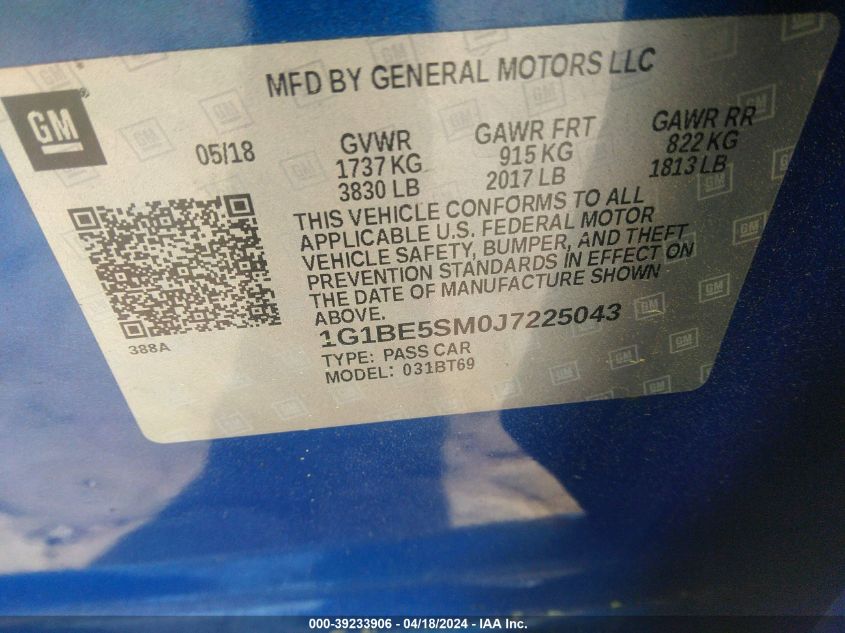 MFD BY GENERAL MOTORS LLC
GM
05/18
GVWR
1737 KG
3830 LB
GAWR FRT
915 KG
2017 LB
GAWR RR
822 KG
1813 LB
THIS VEHICLE CONFORMS TO ALL
APPLICABLE U.S. FEDERAL MOTOR
VEHICLE SAFETY, BUMPER, AND THEFT
PREVENTION STANDARDS IN EFFECT ON
THE DATE OF MANUFACTURE SHOWN
ABOVE.
1G1BE5SM0J7225043
TYPE: PASS CAR
MODEL: 031BT69
388A
000-39233906 - 04/18/2024 - IAA Inc.